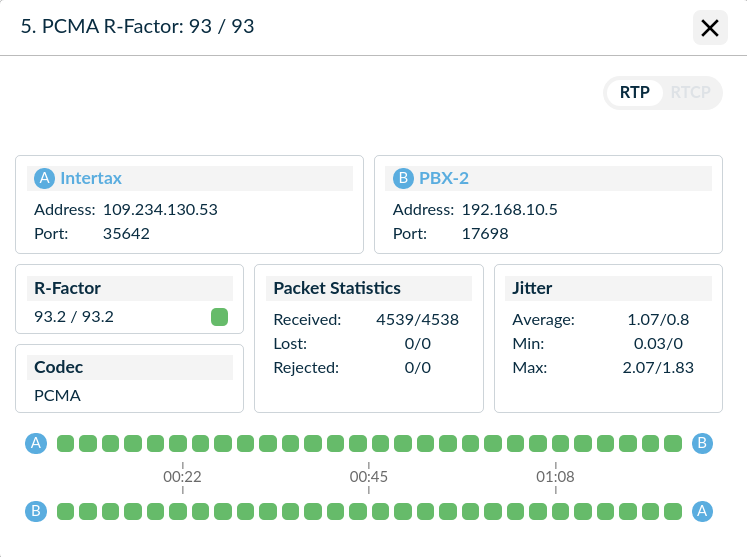 5. PCMA R-Factor: 93 / 93
RTP RTCP
A Intertax
Address: 109.234.130.53
Port: 35642
B PBX-2
Address: 192.168.10.5
Port: 17698
R-Factor
93.2 / 93.2
Codec
PCMA
Packet Statistics
Received: 4539/4538
Lost: 0/0
Rejected: 0/0
Jitter
Average: 1.07/0.8
Min: 0.03/0
Max: 2.07/1.83
A B
00:22 00:45 01:08
B A